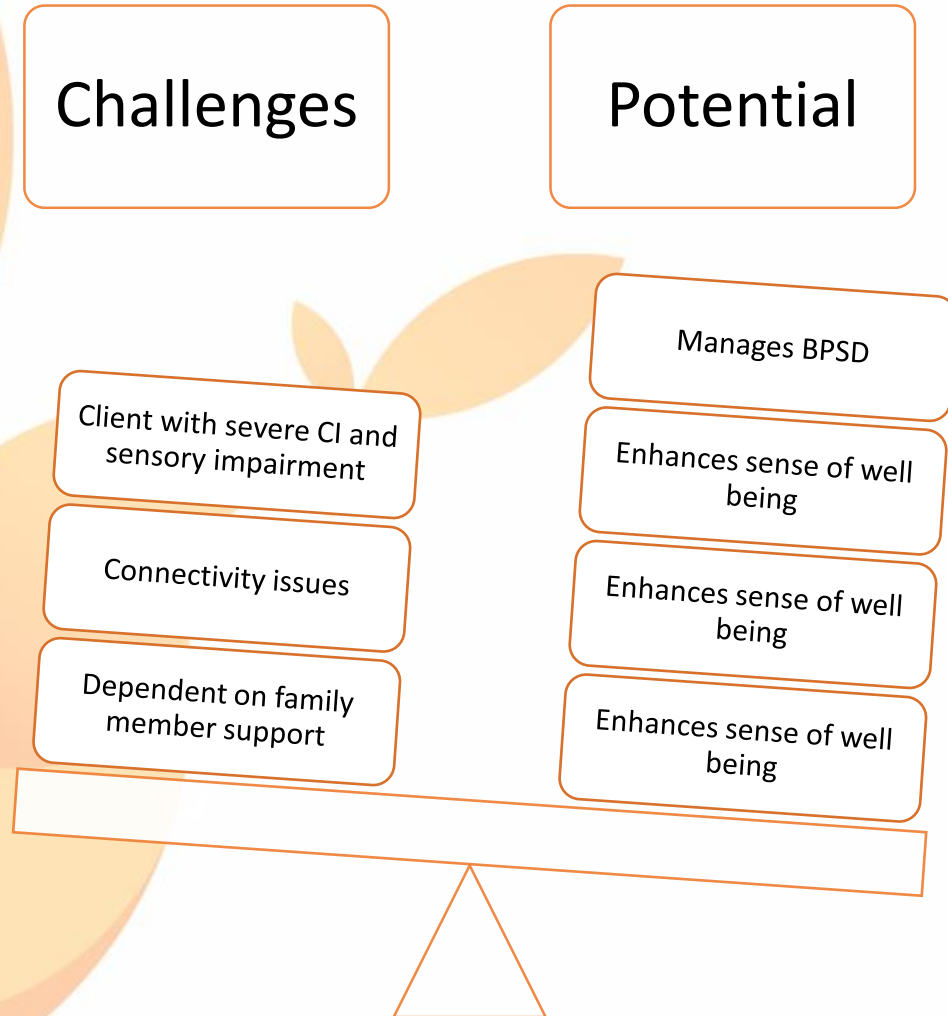 Challenges
Potential
Client with severe CI and
sensory impairment
Connectivity issues
Dependent on family
member support
Manages BPSD
Enhances sense of well
being
Enhances sense of well
being
Enhances sense of well
being